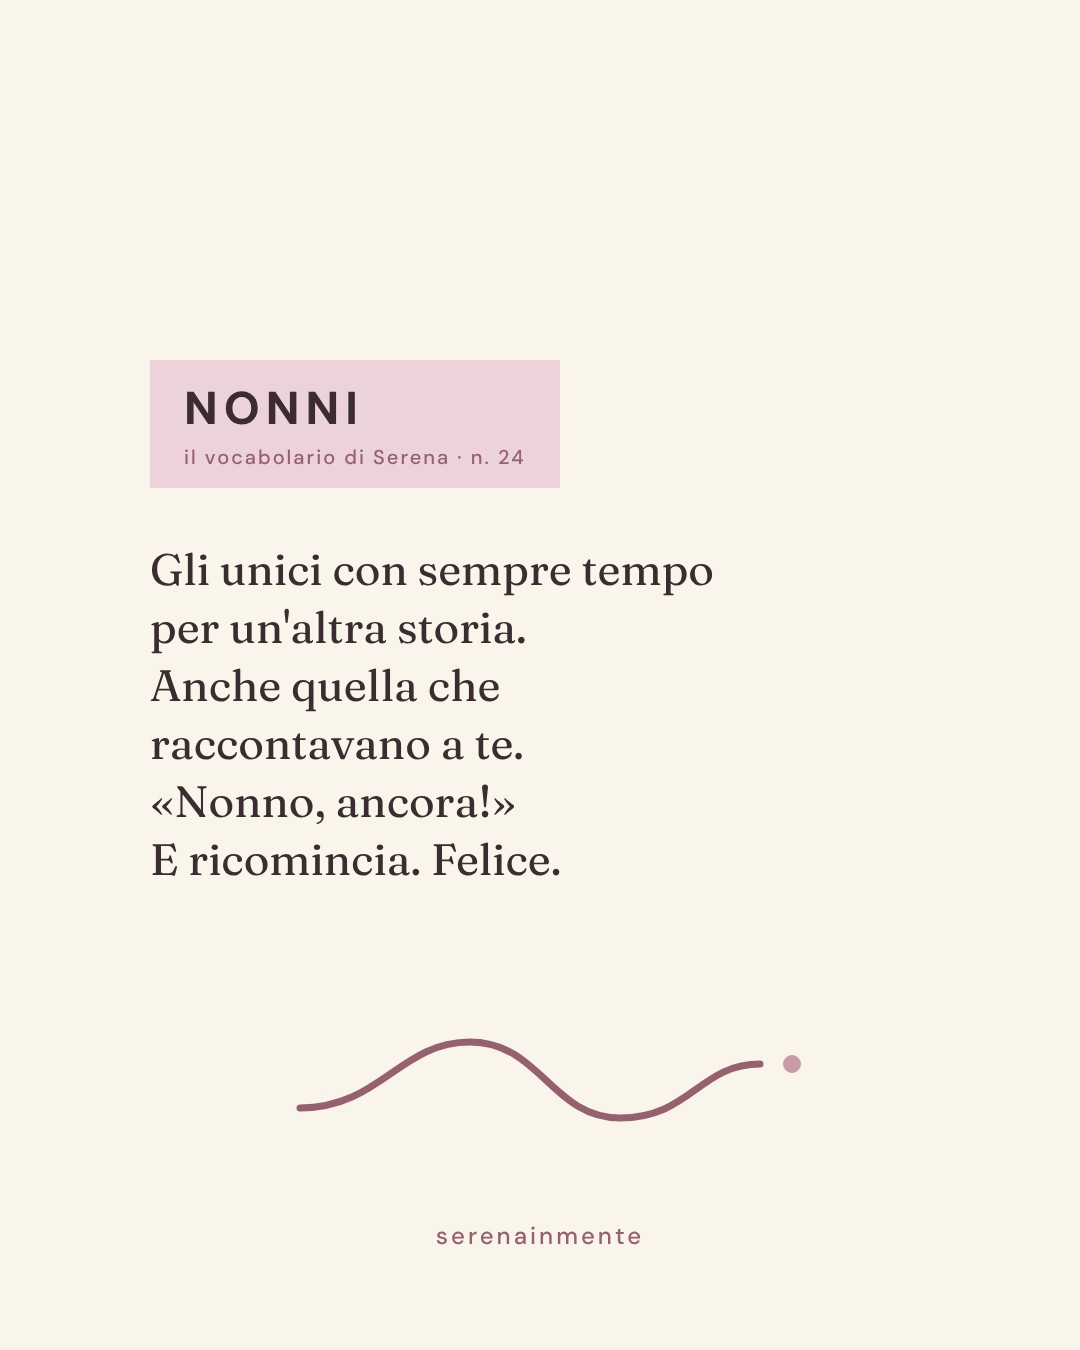 NONNI
il vocabolario di Serena · n. 24
Gli unici con sempre tempo
per un'altra storia.
Anche quella che
raccontavano a te.
«Nonno, ancora!»
E ricomincia. Felice.
serenainmente